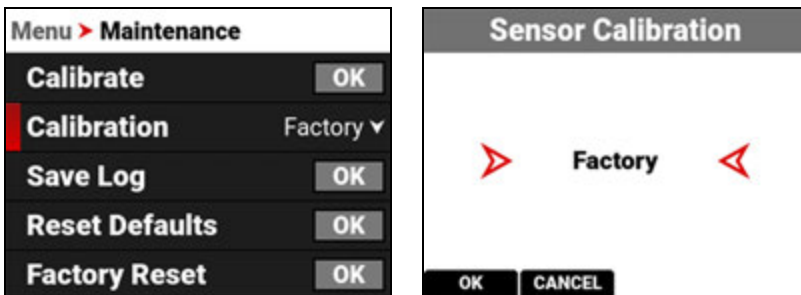 Menu > Maintenance
Calibrate OK
Calibration Factory
Save Log OK
Reset Defaults OK
Factory Reset OK
Sensor Calibration
Factory
OK CANCEL